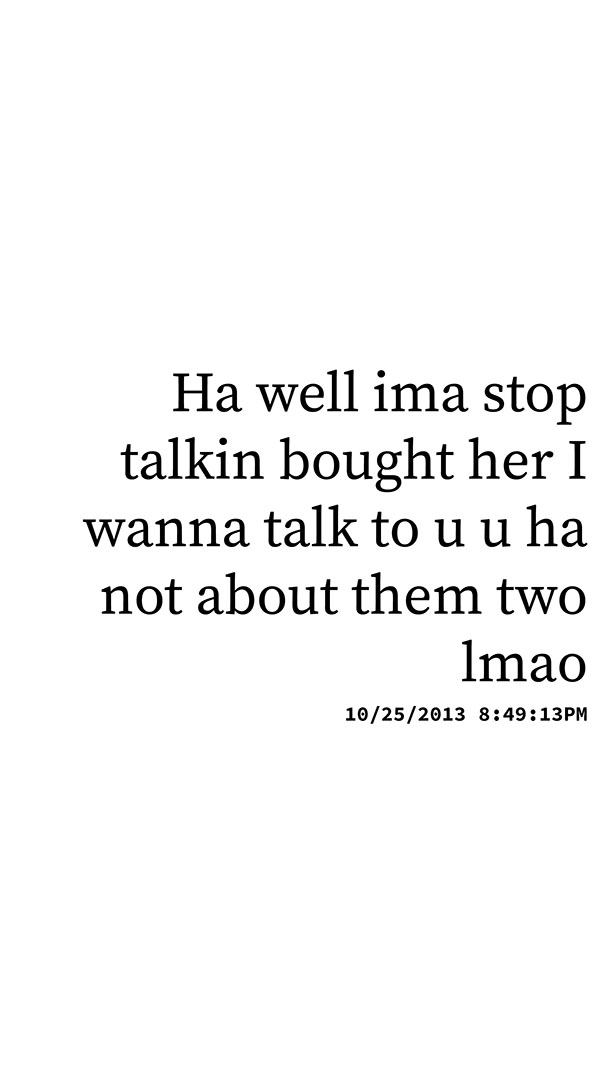 Ha well ima stop
talkin bought her I
wanna talk to u u ha
not about them two
lmao
10/25/2013 8:49:13PM